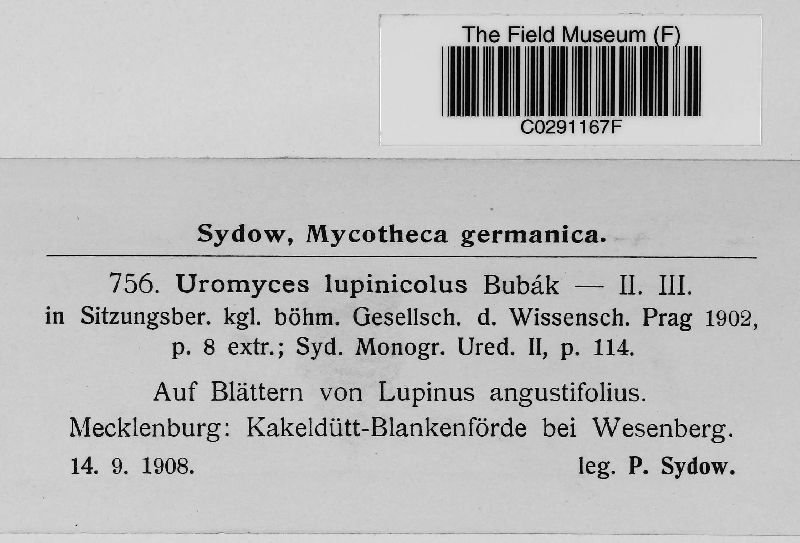 The Field Museum (F)
C0291167F
Sydow, Mycotheca germanica.
756. Uromyces lupinicolus Bubák — II. III.
in Sitzungsber. kgl. böhm. Gesellsch. d. Wissensch. Prag 1902,
p. 8 extr.; Syd. Monogr. Ured. II, p. 114.
Auf Blättern von Lupinus angustifolius.
Mecklenburg: Kakeldütt-Blankenförde bei Wesenberg.
14. 9. 1908. leg. P. Sydow.